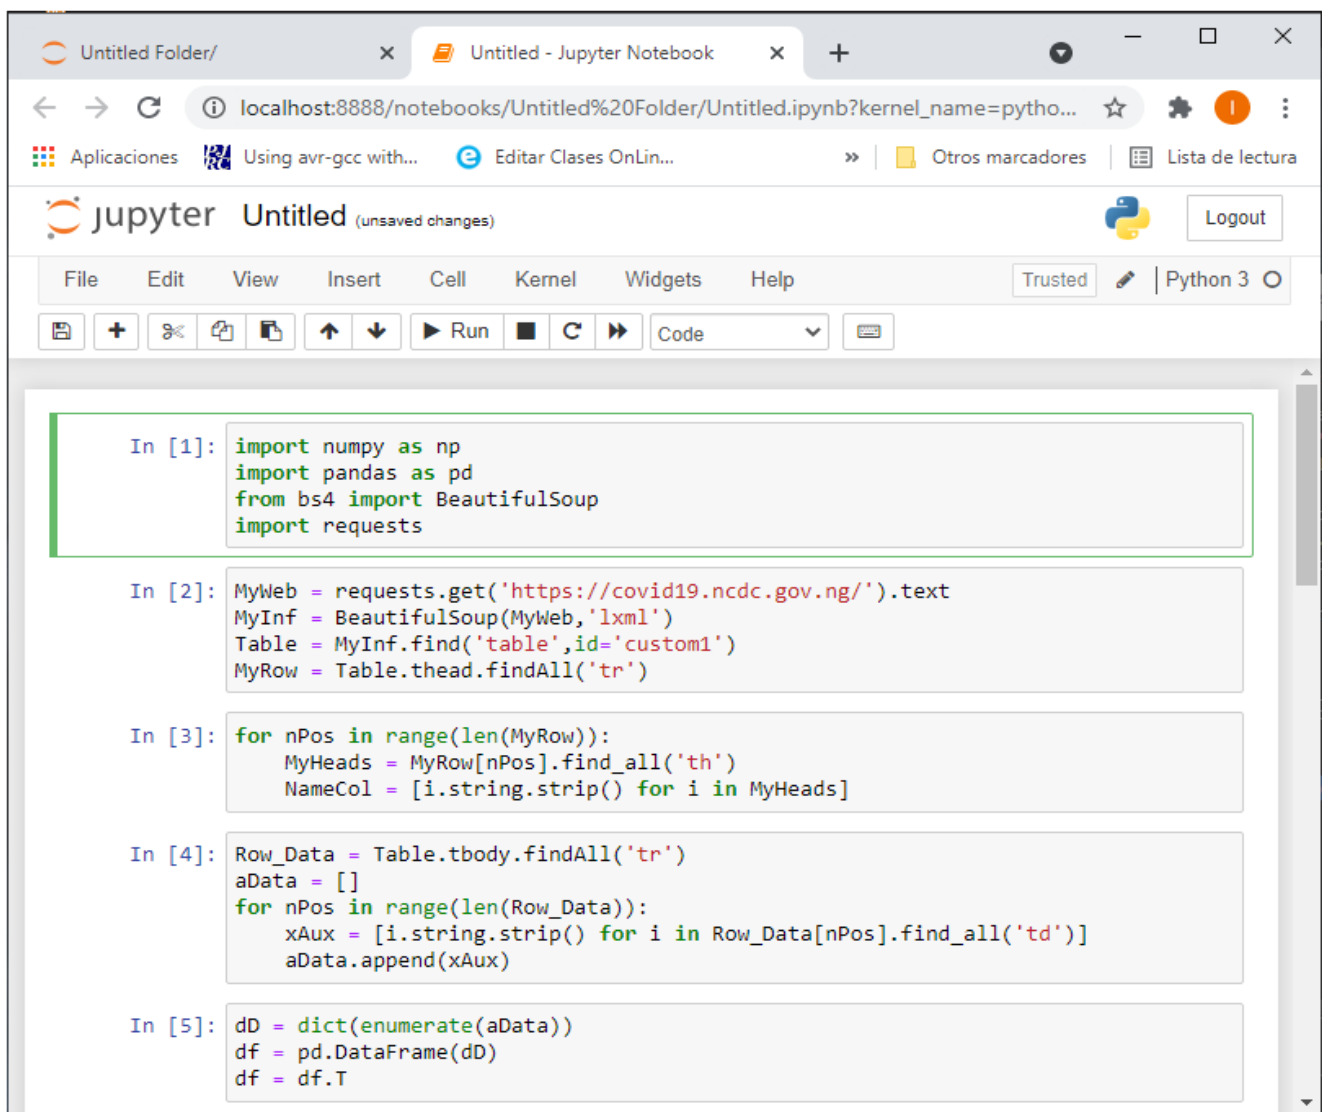 Untitled Folder/
Untitled - Jupyter Notebook
localhost:8888/notebooks/Untitled%20Folder/Untitled.ipynb?kernel_name=pytho...
I
Aplicaciones Using avr-gcc with... Editar Clases OnLin... » Otros marcadores Lista de lectura
jupyter Untitled (unsaved changes) Logout
File Edit View Insert Cell Kernel Widgets Help Trusted Python 3
Run Code
In [1]: import numpy as np
import pandas as pd
from bs4 import BeautifulSoup
import requests
In [2]: MyWeb = requests.get('https://covid19.ncdc.gov.ng/').text
MyInf = BeautifulSoup(MyWeb,'lxml')
Table = MyInf.find('table',id='custom1')
MyRow = Table.thead.findAll('tr')
In [3]: for nPos in range(len(MyRow)):
    MyHeads = MyRow[nPos].find_all('th')
    NameCol = [i.string.strip() for i in MyHeads]
In [4]: Row_Data = Table.tbody.findAll('tr')
aData = []
for nPos in range(len(Row_Data)):
    xAux = [i.string.strip() for i in Row_Data[nPos].find_all('td')]
    aData.append(xAux)
In [5]: dD = dict(enumerate(aData))
df = pd.DataFrame(dD)
df = df.T